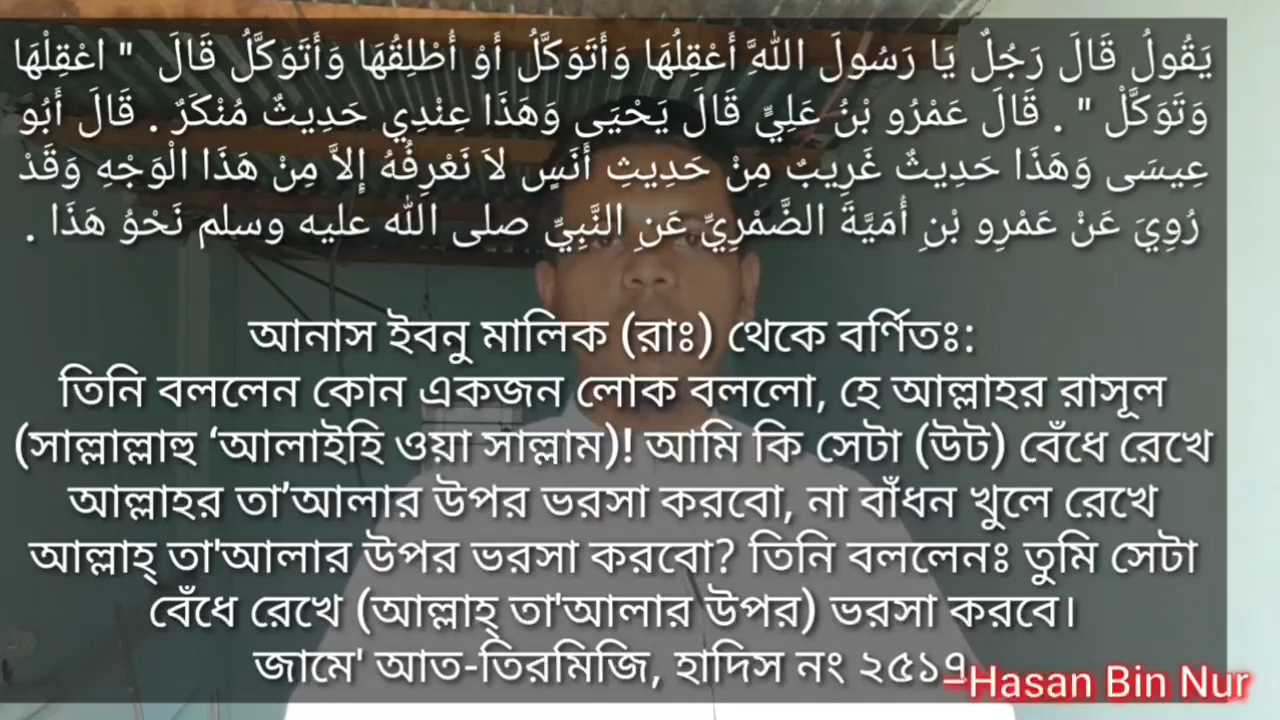 يَقُولُ قَالَ رَجُلٌ يَا رَسُولَ اللَّهِ أَعْقِلُهَا وَأَتَوَكَّلُ أَوْ أُطْلِقُهَا وَأَتَوَكَّلُ قَالَ " اعْقِلْهَا
وَتَوَكَّلْ " . قَالَ عَمْرُو بْنُ عَلِيٍّ قَالَ يَحْيَى وَهَذَا عِنْدِي حَدِيثٌ مُنْكَرٌ . قَالَ أَبُو
عِيسَى وَهَذَا حَدِيثٌ غَرِيبٌ مِنْ حَدِيثِ أَنَسٍ لاَ نَعْرِفُهُ إِلاَّ مِنْ هَذَا الْوَجْهِ وَقَدْ
رُوِيَ عَنْ عَمْرِو بْنِ أُمَيَّةَ الضَّمْرِيِّ عَنِ النَّبِيِّ صلى الله عليه وسلم نَحْوُ هَذَا .
আনাস ইবনু মালিক (রাঃ) থেকে বর্ণিতঃ:
তিনি বললেন কোন একজন লোক বললো, হে আল্লাহর রাসূল
(সাল্লাল্লাহু ‘আলাইহি ওয়া সাল্লাম)! আমি কি সেটা (উট) বেঁধে রেখে
আল্লাহর তা’আলার উপর ভরসা করবো, না বাঁধন খুলে রেখে
আল্লাহ্ তা'আলার উপর ভরসা করবো? তিনি বললেনঃ তুমি সেটা
বেঁধে রেখে (আল্লাহ্ তা'আলার উপর) ভরসা করবে।
জামে' আত-তিরমিজি, হাদিস নং ২৫১৭
–Hasan Bin Nur